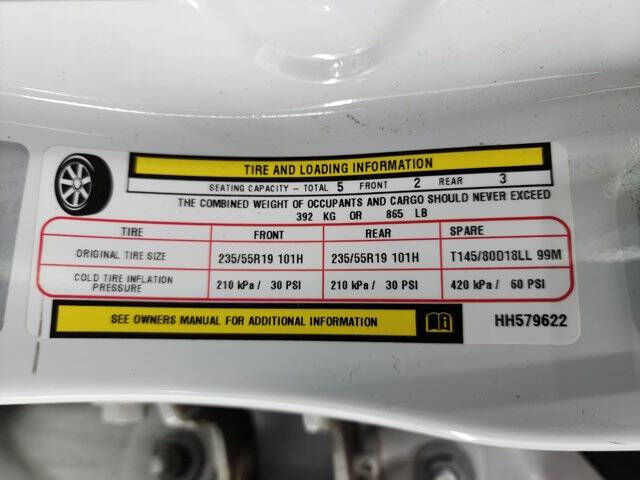 TIRE AND LOADING INFORMATION
SEATING CAPACITY - TOTAL 5 FRONT 2 REAR 3
THE COMBINED WEIGHT OF OCCUPANTS AND CARGO SHOULD NEVER EXCEED
392 KG OR 865 LB
TIRE FRONT REAR SPARE
ORIGINAL TIRE SIZE 235/55R19 101H 235/55R19 101H T145/80D18LL 99M
COLD TIRE INFLATION PRESSURE 210 kPa / 30 PSI 210 kPa / 30 PSI 420 kPa / 60 PSI
SEE OWNERS MANUAL FOR ADDITIONAL INFORMATION HH579622